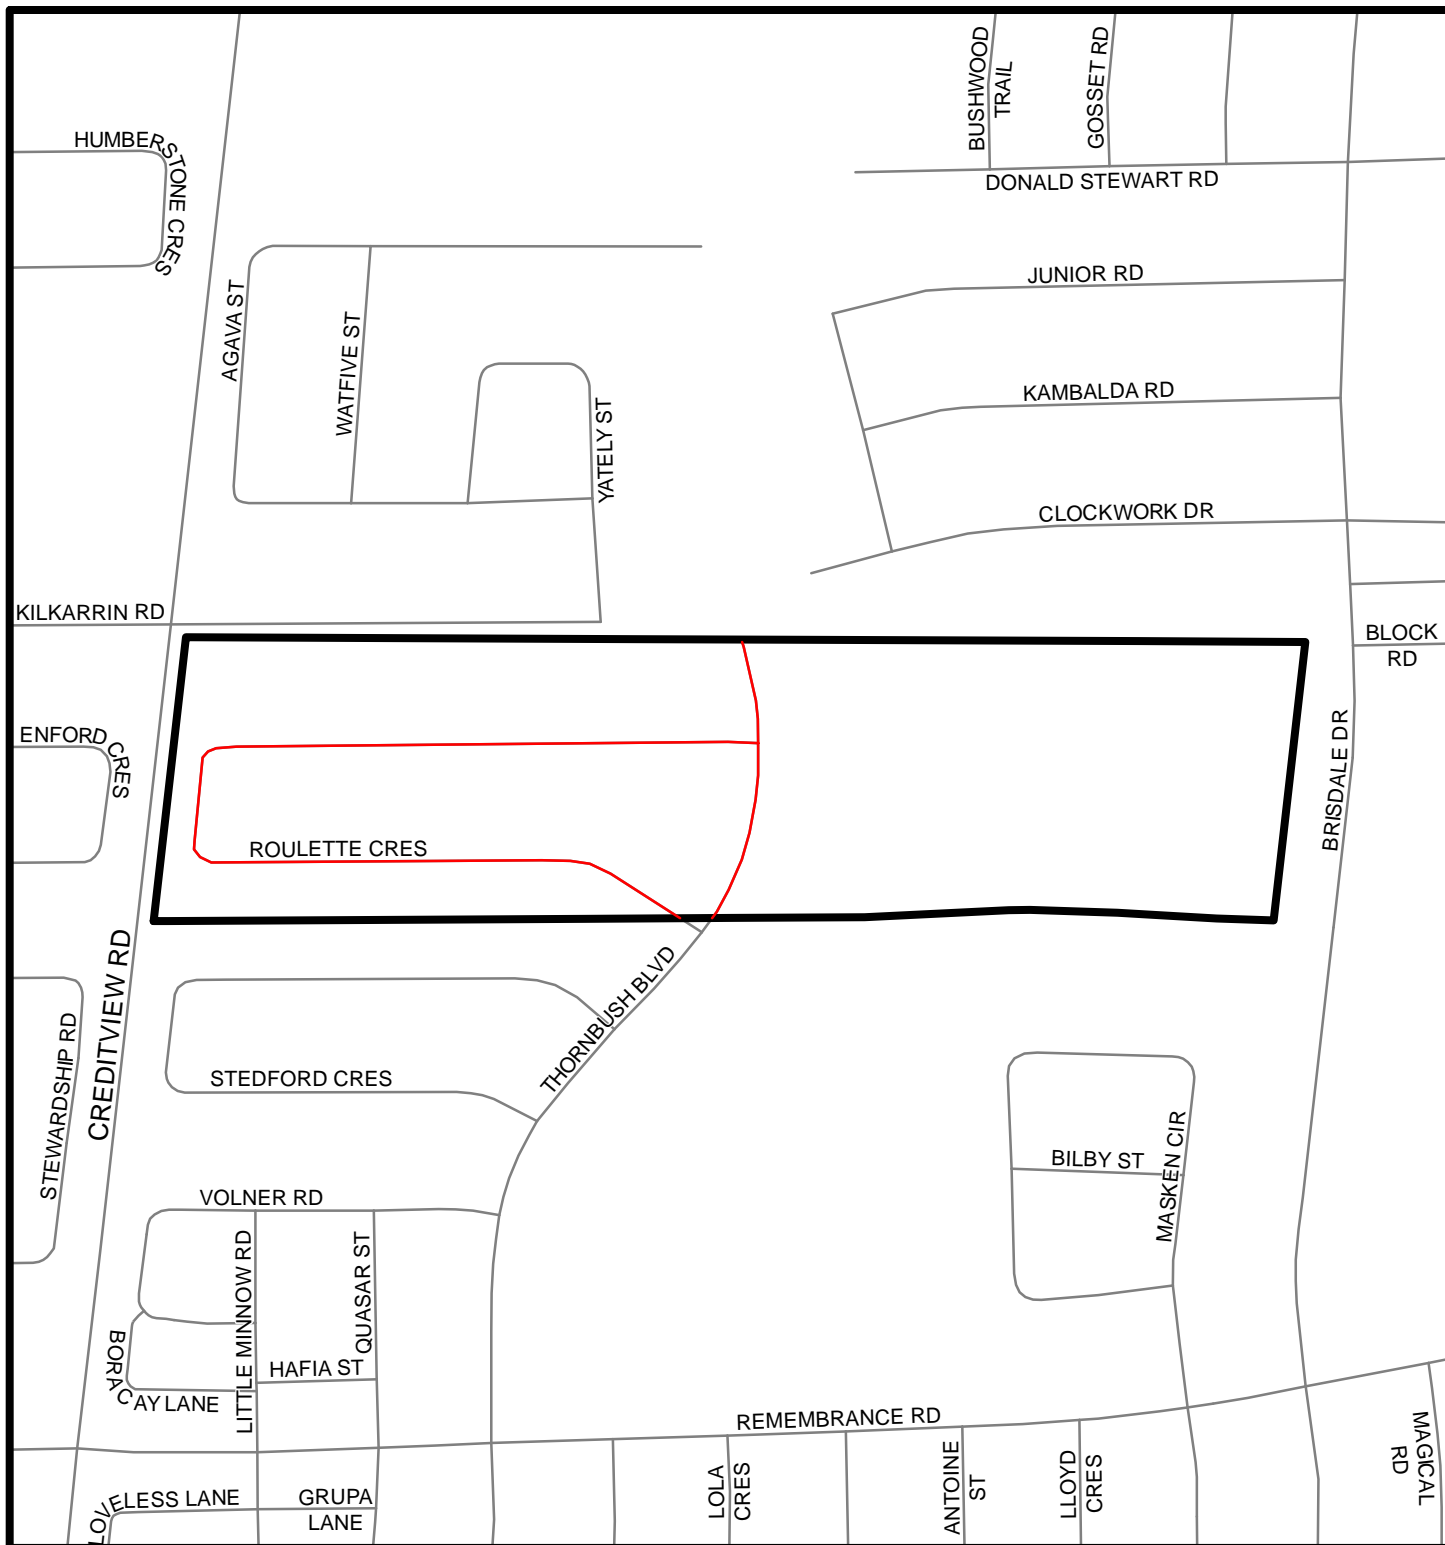 BUSHWOOD
TRAIL
GOSSET RD
HUMBERSTONE CRES
DONALD STEWART RD
JUNIOR RD
AGAVA ST
WATFIVE ST
KAMBALDA RD
YATELY ST
CLOCKWORK DR
KILKARRIN RD
BLOCK
RD
ENFORD CRES
BRISDALE DR
ROULETTE CRES
CREDITVIEW RD
THORNBUSH BLVD
STEWARDSHIP RD
STEDFORD CRES
BILBY ST
MASKEN CIR
VOLNER RD
LITTLE MINNOW RD
QUASAR ST
BORACAY LANE
HAFIA ST
REMEMBRANCE RD
MAGICAL
RD
LOVELESS LANE
GRUPA
LANE
LOLA
CRES
ANTOINE
ST
LLOYD
CRES